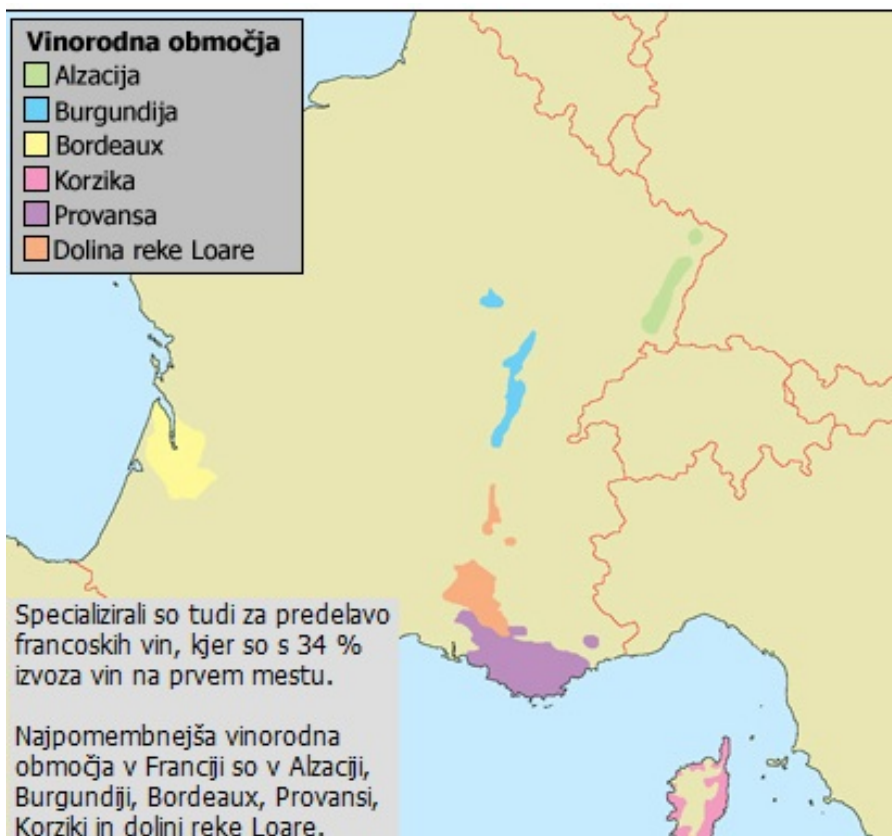 Vinorodna območja
Alzacija
Burgundija
Bordeaux
Korzika
Provansa
Dolina reke Loare
Specializirali so tudi za predelavo
francoskih vin, kjer so s 34 %
izvoza vin na prvem mestu.
Najpomembnejša vinorodna
območja v Franciji so v Alzaciji,
Burgundiji, Bordeaux, Provansi,
Korziki in dolini reke Loare.